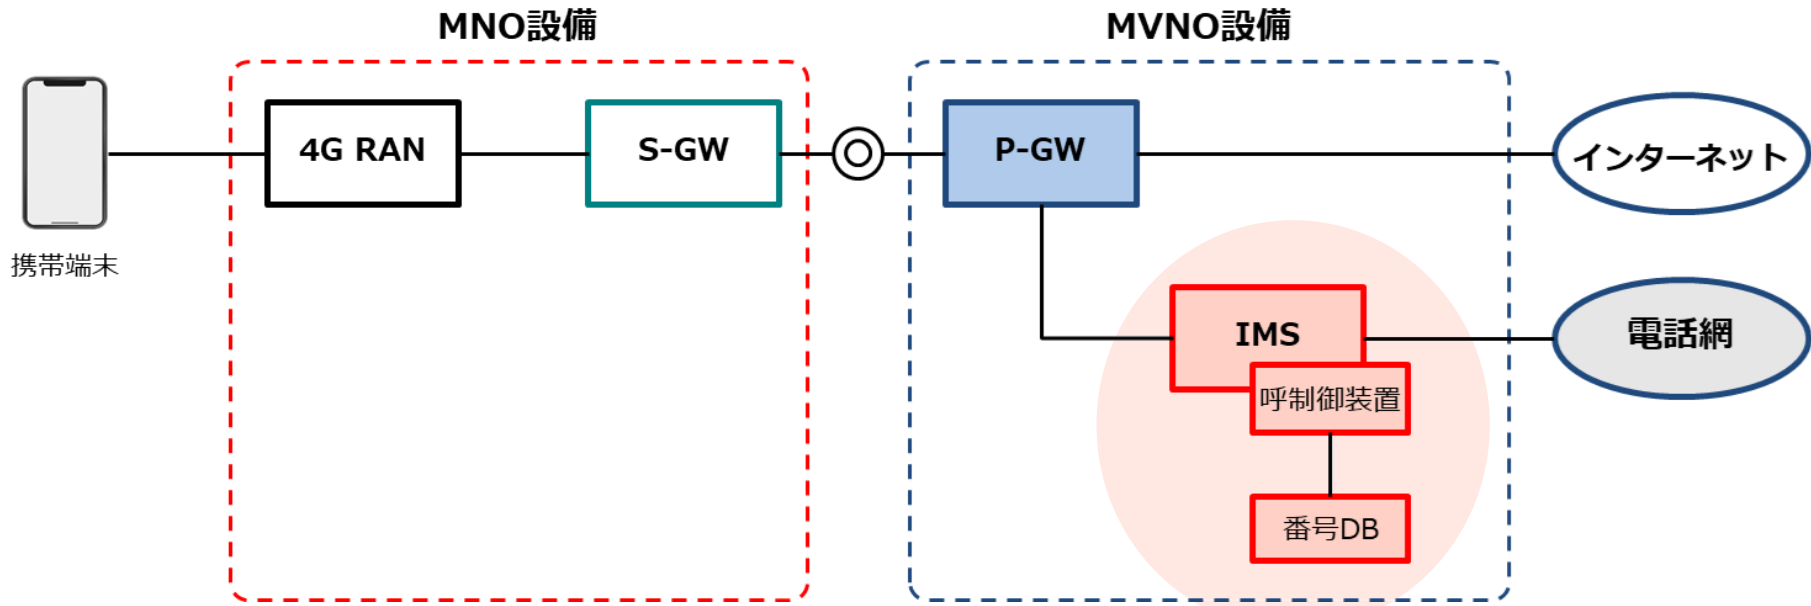 MNO設備
MVNO設備
4G RAN
S-GW
P-GW
インターネット
携帯端末
IMS
電話網
呼制御装置
番号DB